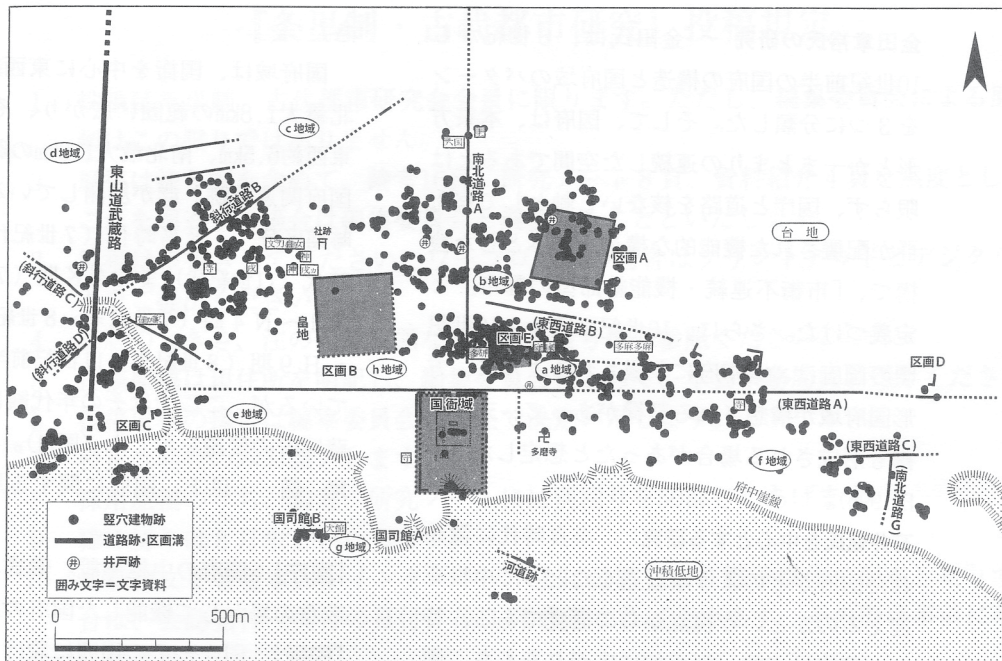 c地域
d地域
東山道武蔵路
斜行道路B
南北道路A
社跡
台地
区画A
b地域
(斜行道路C)
(斜行道路D)
畠地
(東西道路B)
区画E
多麻多麻
区画B
h地域
a地域
区画D
国衙域
(東西道路A)
e地域
区画C
多磨寺
(東西道路C)
f地域
(南北道路G)
府中崖線
国司館B
大館
国司館A
g地域
河道跡
沖積低地
竪穴建物跡
道路跡・区画溝
井 井戸跡
囲み文字=文字資料
0 500m